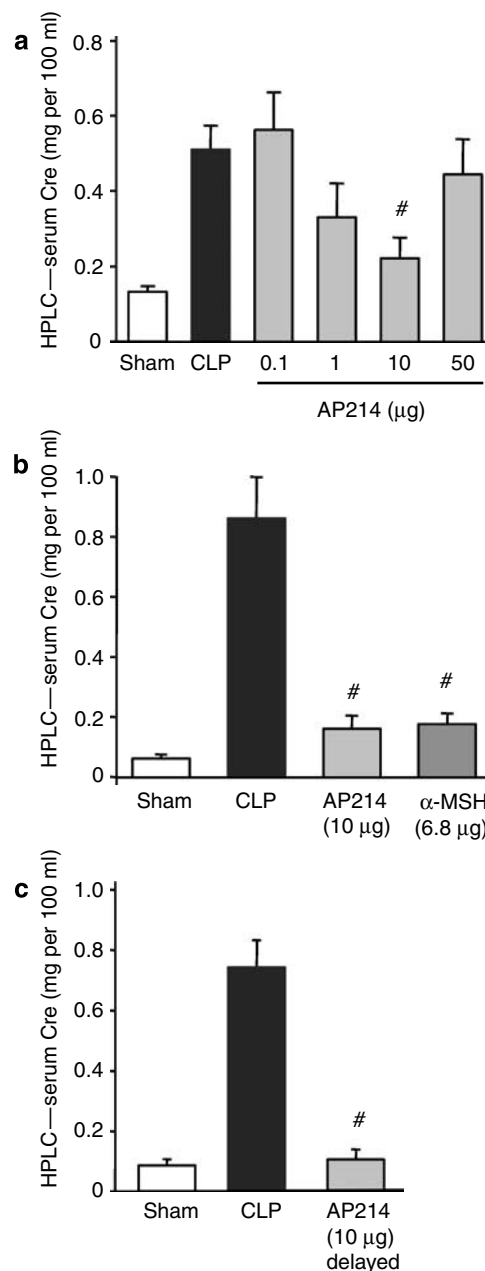 a
HPLC—serum Cre (mg per 100 ml)
0.8
0.6
0.4
0.2
0
#
Sham CLP 0.1 1 10 50
AP214 (μg)
b
HPLC—serum Cre (mg per 100 ml)
1.0
0.8
0.6
0.4
0.2
0
# #
Sham CLP AP214 α-MSH
(10 μg) (6.8 μg)
c
HPLC—serum Cre (mg per 100 ml)
1.0
0.8
0.6
0.4
0.2
0
#
Sham CLP AP214
(10 μg)
delayed